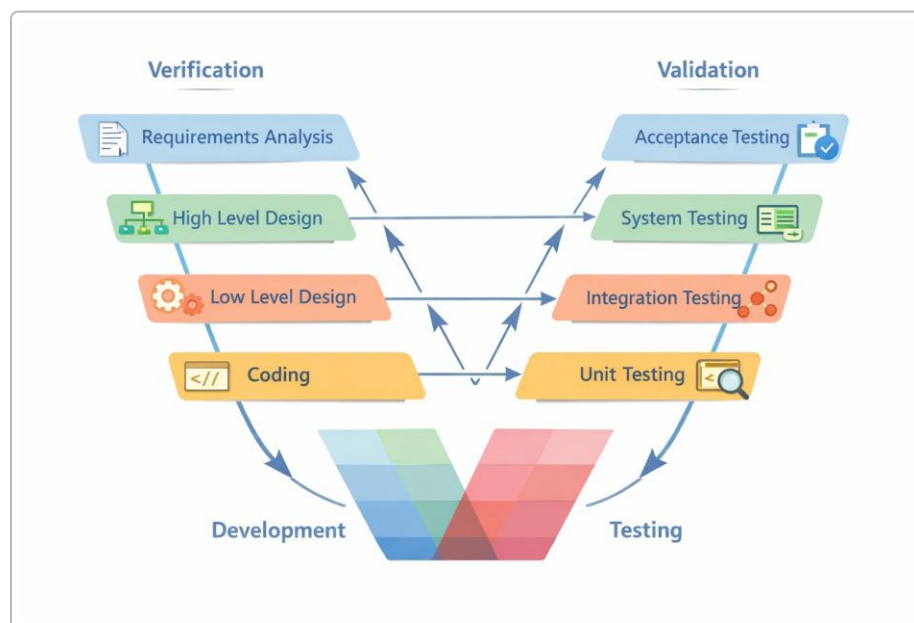 Verification
Validation
Requirements Analysis
Acceptance Testing
High Level Design
System Testing
Low Level Design
Integration Testing
<//
Coding
Unit Testing
<
Development
Testing